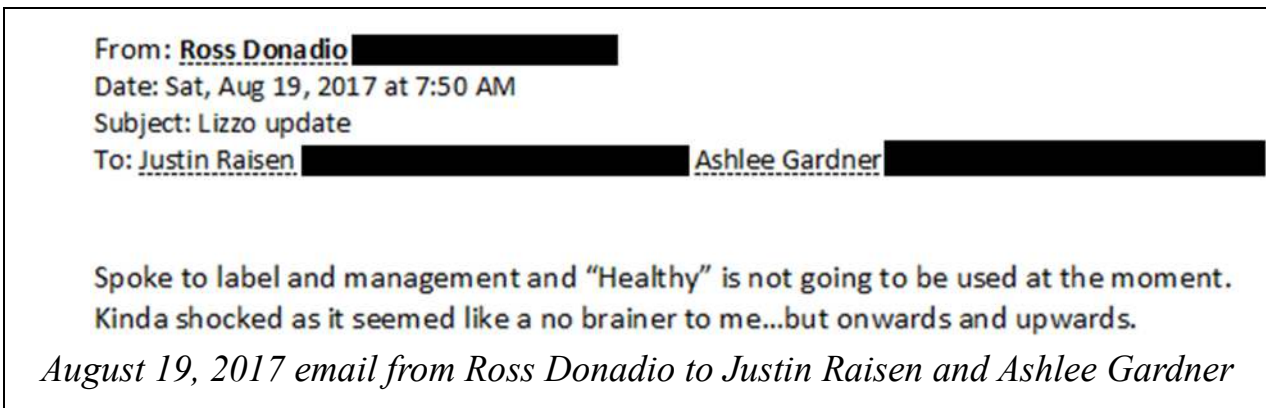 From: Ross Donadio
Date: Sat, Aug 19, 2017 at 7:50 AM
Subject: Lizzo update
To: Justin Raisen Ashlee Gardner
Spoke to label and management and “Healthy” is not going to be used at the moment.
Kinda shocked as it seemed like a no brainer to me...but onwards and upwards.
August 19, 2017 email from Ross Donadio to Justin Raisen and Ashlee Gardner